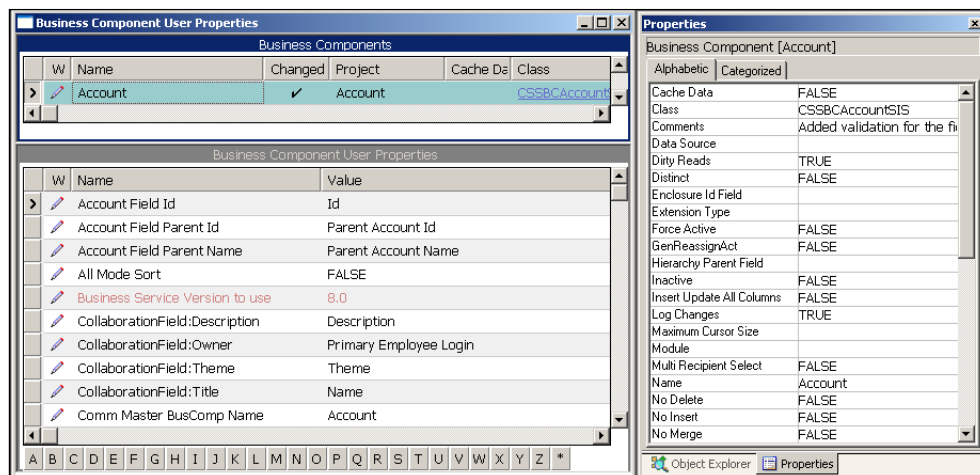 Business Component User Properties
Business Components
W Name Changed Project Cache Da Class
Account ✔ Account CSSBCAccountS
Business Component User Properties
W Name Value
Account Field Id Id
Account Field Parent Id Parent Account Id
Account Field Parent Name Parent Account Name
All Mode Sort FALSE
Business Service Version to use 8.0
CollaborationField:Description Description
CollaborationField:Owner Primary Employee Login
CollaborationField:Theme Theme
CollaborationField:Title Name
Comm Master BusComp Name Account
A B C D E F G H I J K L M N O P Q R S T U V W X Y Z *
Properties
Business Component [Account]
Alphabetic Categorized
Cache Data FALSE
Class CSSBCAccountSIS
Comments Added validation for the fi
Data Source
Dirty Reads TRUE
Distinct FALSE
Enclosure Id Field
Extension Type
Force Active FALSE
GenReassignAct FALSE
Hierarchy Parent Field
Inactive FALSE
Insert Update All Columns FALSE
Log Changes TRUE
Maximum Cursor Size
Module
Multi Recipient Select FALSE
Name Account
No Delete FALSE
No Insert FALSE
No Merge FALSE
Object Explorer Properties